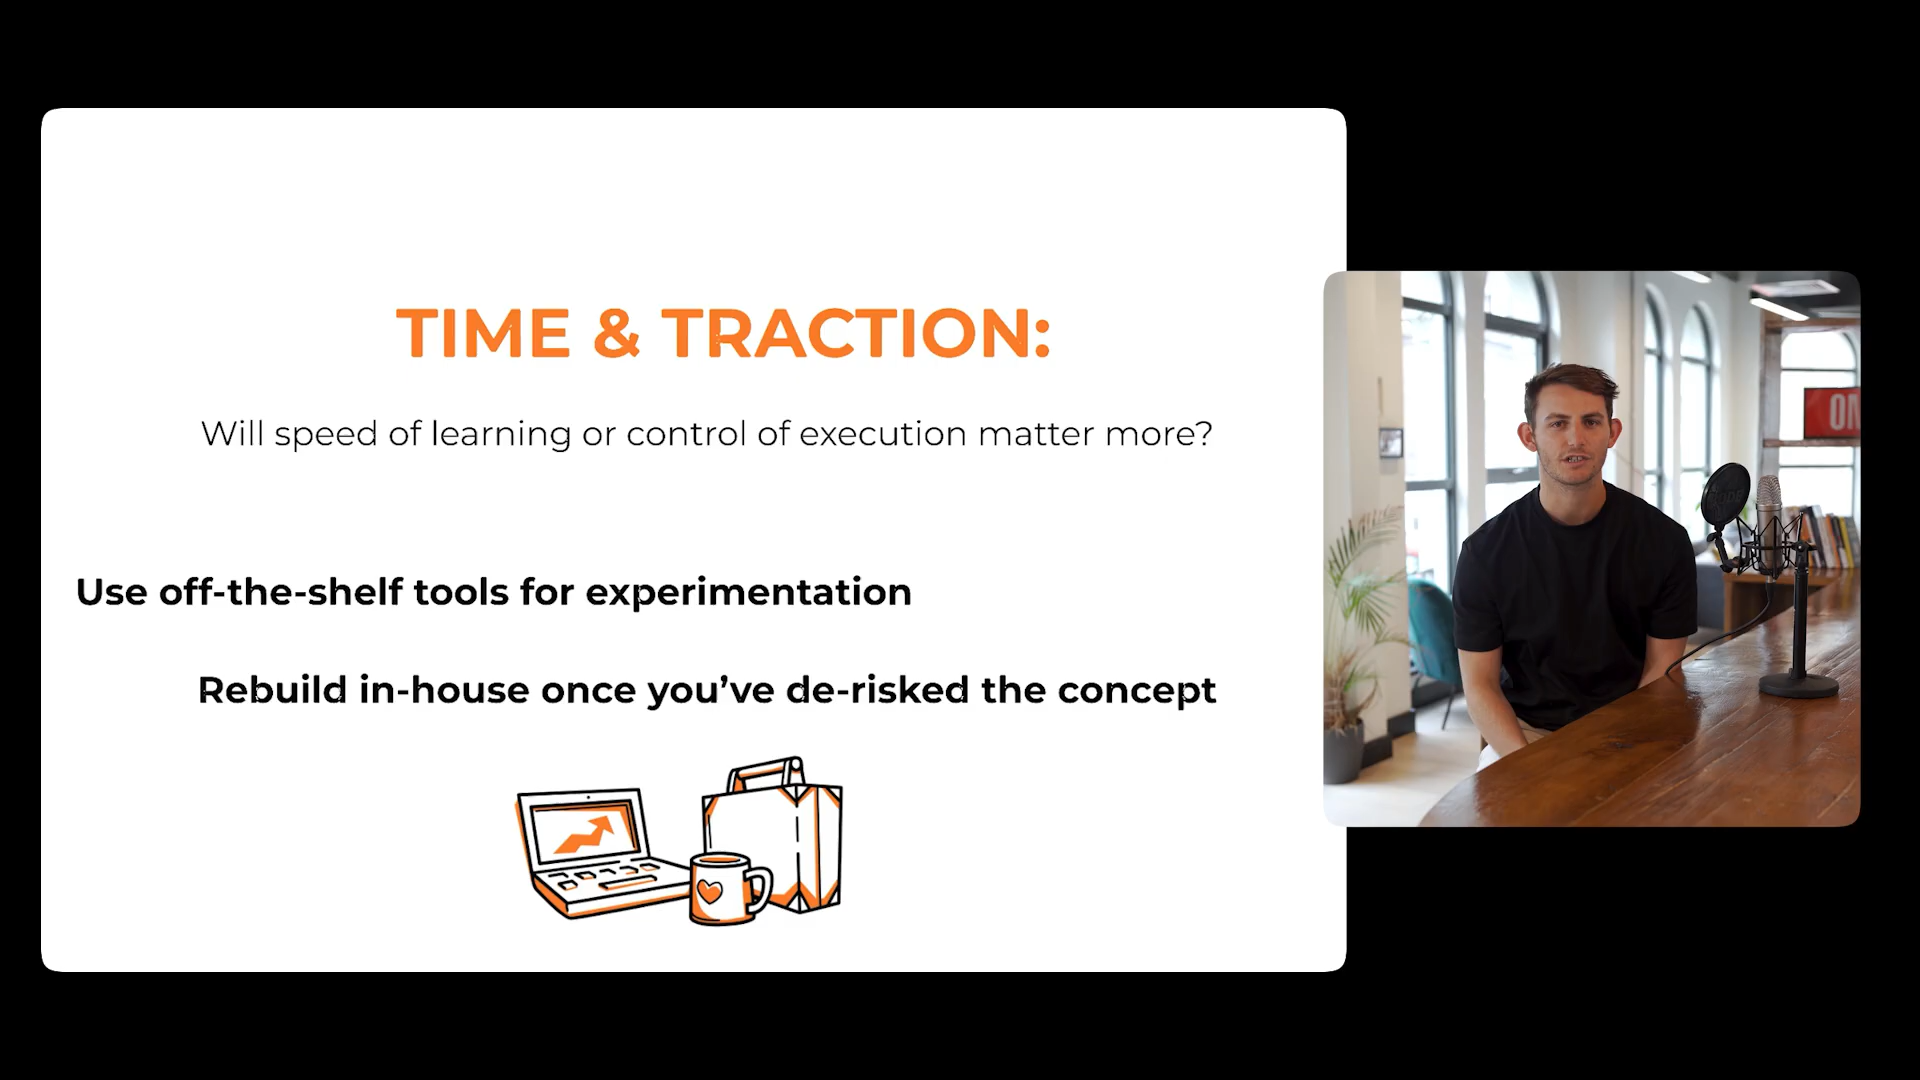 TIME & TRACTION:
Will speed of learning or control of execution matter more?
Use off-the-shelf tools for experimentation
Rebuild in-house once you’ve de-risked the concept